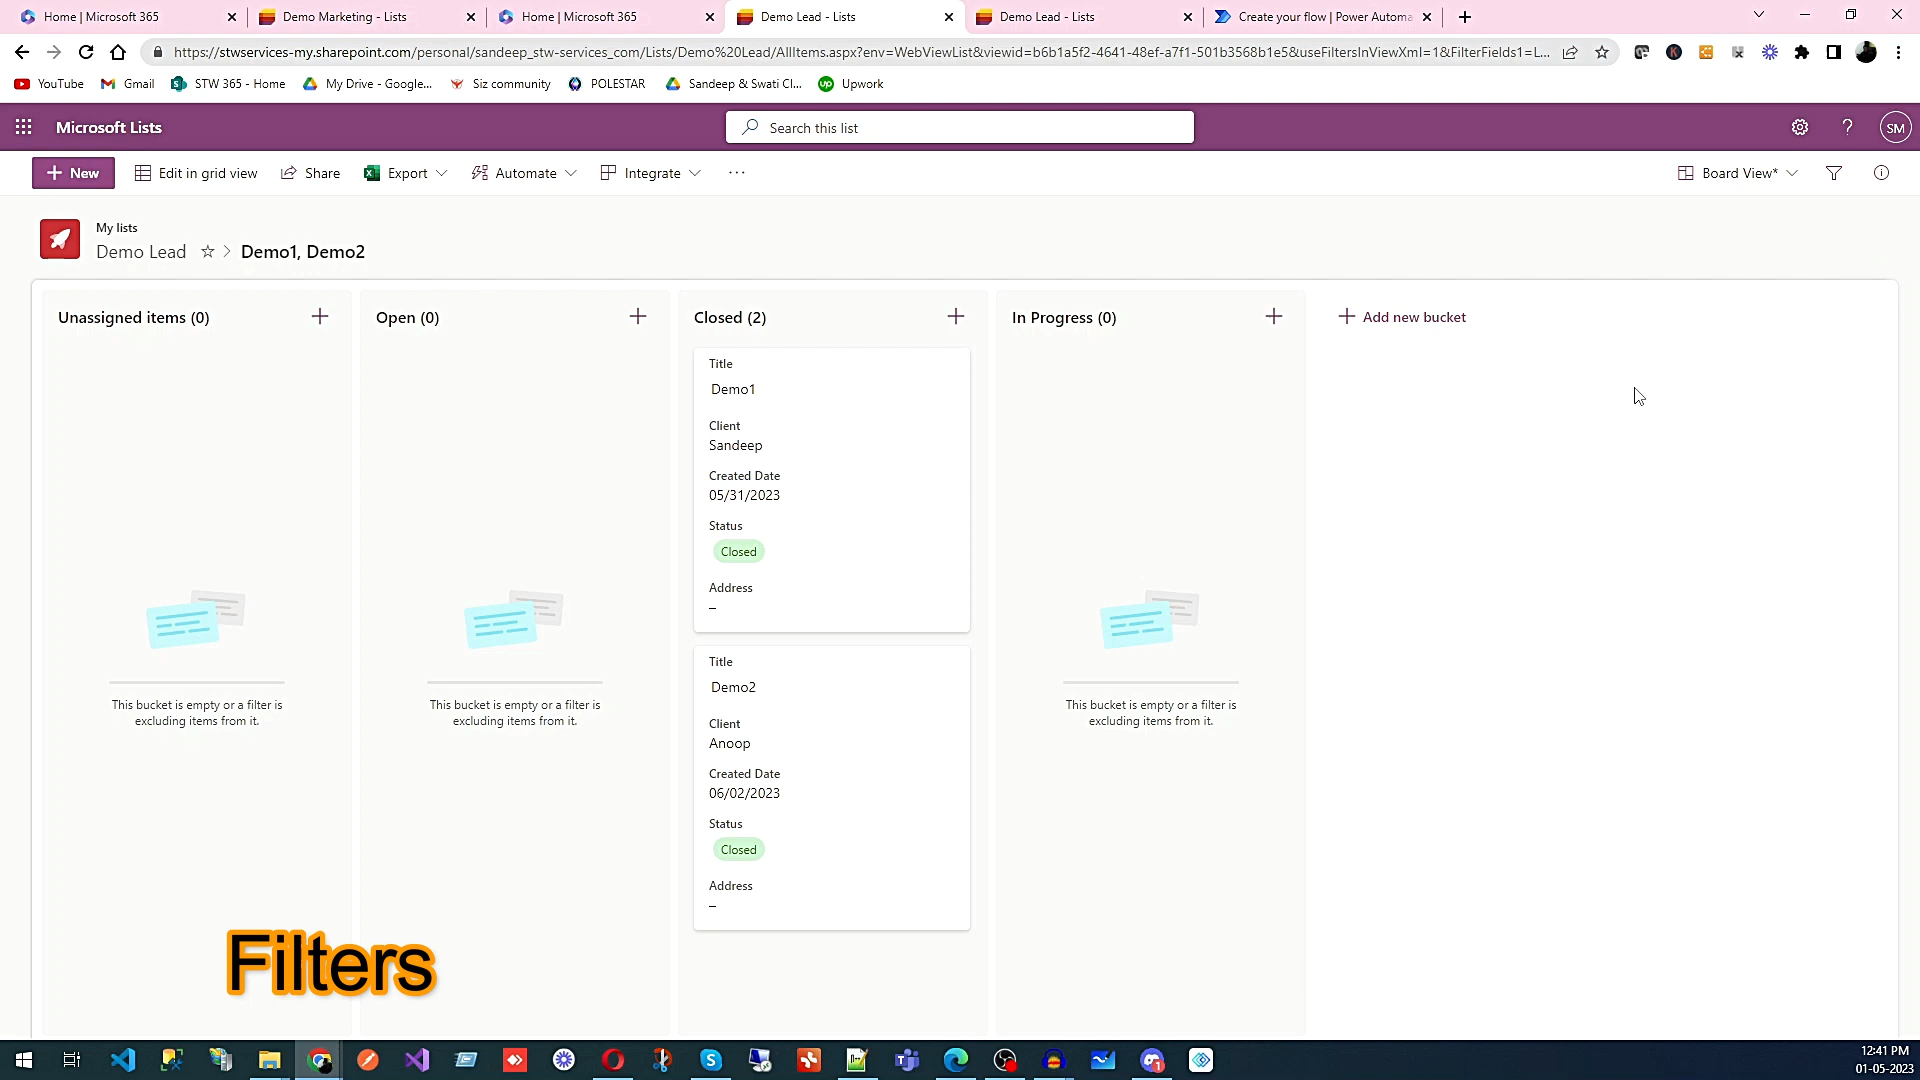 Home | Microsoft 365
Demo Marketing - Lists
Home | Microsoft 365
Demo Lead - Lists
Demo Lead - Lists
Create your flow | Power Automa
https://stwservices-my.sharepoint.com/personal/sandeep_stw-services_com/Lists/Demo%20Lead/AllItems.aspx?env=WebViewList&viewid=b6b1a5f2-4641-48ef-a7f1-501b3568b1e5&useFiltersInViewXml=1&FilterFields1=L...
YouTube
Gmail
STW 365 - Home
My Drive - Google...
Siz community
POLESTAR
Sandeep & Swati Cl...
Upwork
Microsoft Lists
Search this list
SM
New
Edit in grid view
Share
Export
Automate
Integrate
...
Board View*
My lists
Demo Lead
Demo1, Demo2
Unassigned items (0)
This bucket is empty or a filter is
excluding items from it.
Open (0)
This bucket is empty or a filter is
excluding items from it.
Closed (2)
Title
Demo1
Client
Sandeep
Created Date
05/31/2023
Status
Closed
Address
–
Title
Demo2
Client
Anoop
Created Date
06/02/2023
Status
Closed
Address
–
In Progress (0)
This bucket is empty or a filter is
excluding items from it.
Add new bucket
Filters
12:41 PM
01-05-2023